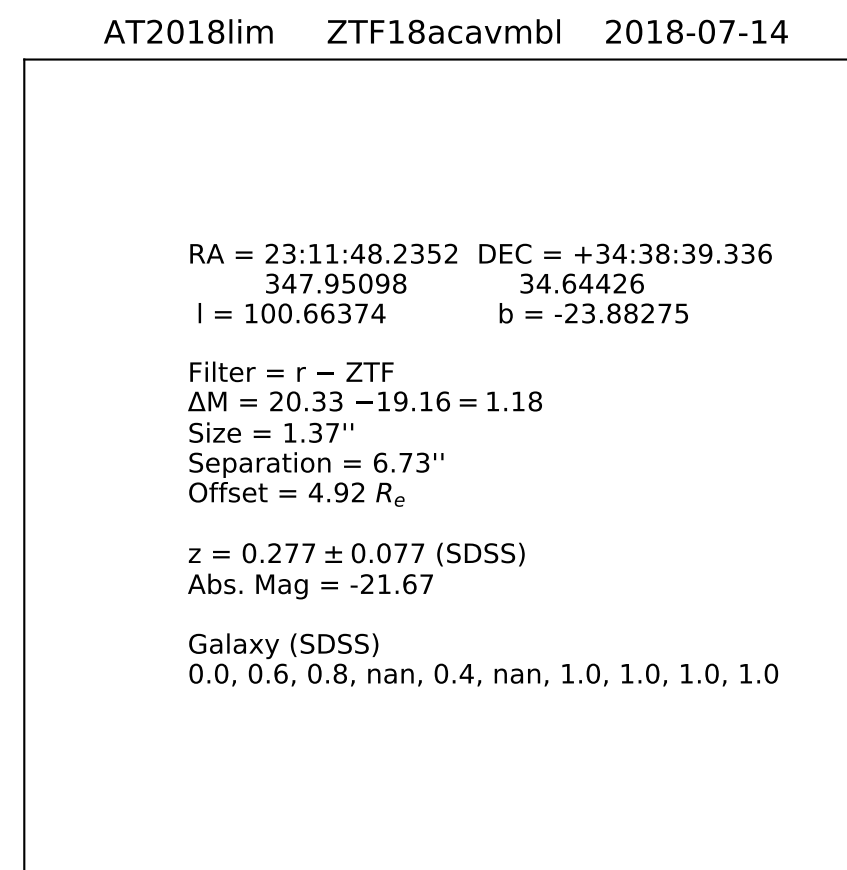 AT2018lim ZTF18acavmbl 2018-07-14
RA = 23:11:48.2352 DEC = +34:38:39.336
347.95098 34.64426
l = 100.66374 b = -23.88275
Filter = r − ZTF
ΔM = 20.33 −19.16 = 1.18
Size = 1.37''
Separation = 6.73''
Offset = 4.92 Re
z = 0.277 ± 0.077 (SDSS)
Abs. Mag = -21.67
Galaxy (SDSS)
0.0, 0.6, 0.8, nan, 0.4, nan, 1.0, 1.0, 1.0, 1.0